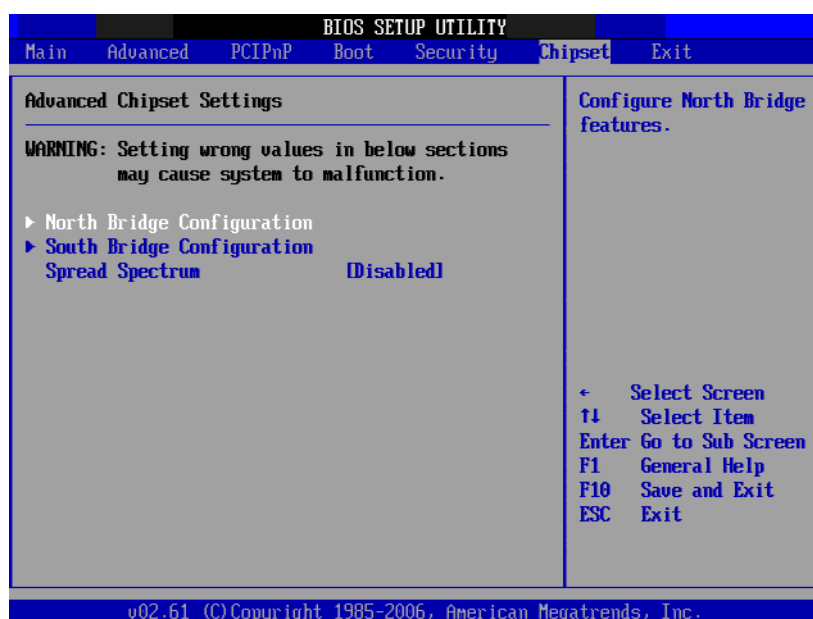 BIOS SETUP UTILITY
Main Advanced PCIPnP Boot Security Chipset Exit
Advanced Chipset Settings
WARNING: Setting wrong values in below sections
may cause system to malfunction.
▶ North Bridge Configuration
▶ South Bridge Configuration
Spread Spectrum [Disabled]
Configure North Bridge
features.
← Select Screen
↑↓ Select Item
Enter Go to Sub Screen
F1 General Help
F10 Save and Exit
ESC Exit
v02.61 (C)Copyright 1985-2006, American Megatrends, Inc.